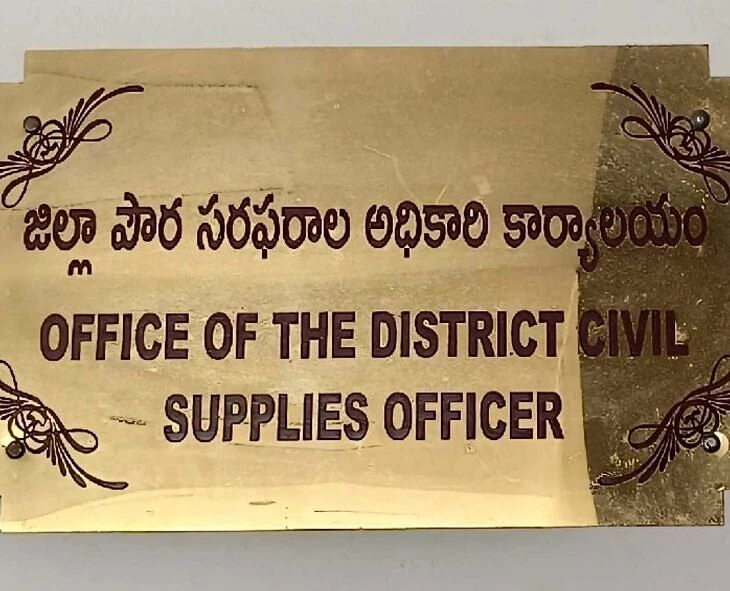 జిల్లా పౌర సరఫరాల అధికారి కార్యాలయం
OFFICE OF THE DISTRICT CIVIL
SUPPLIES OFFICER